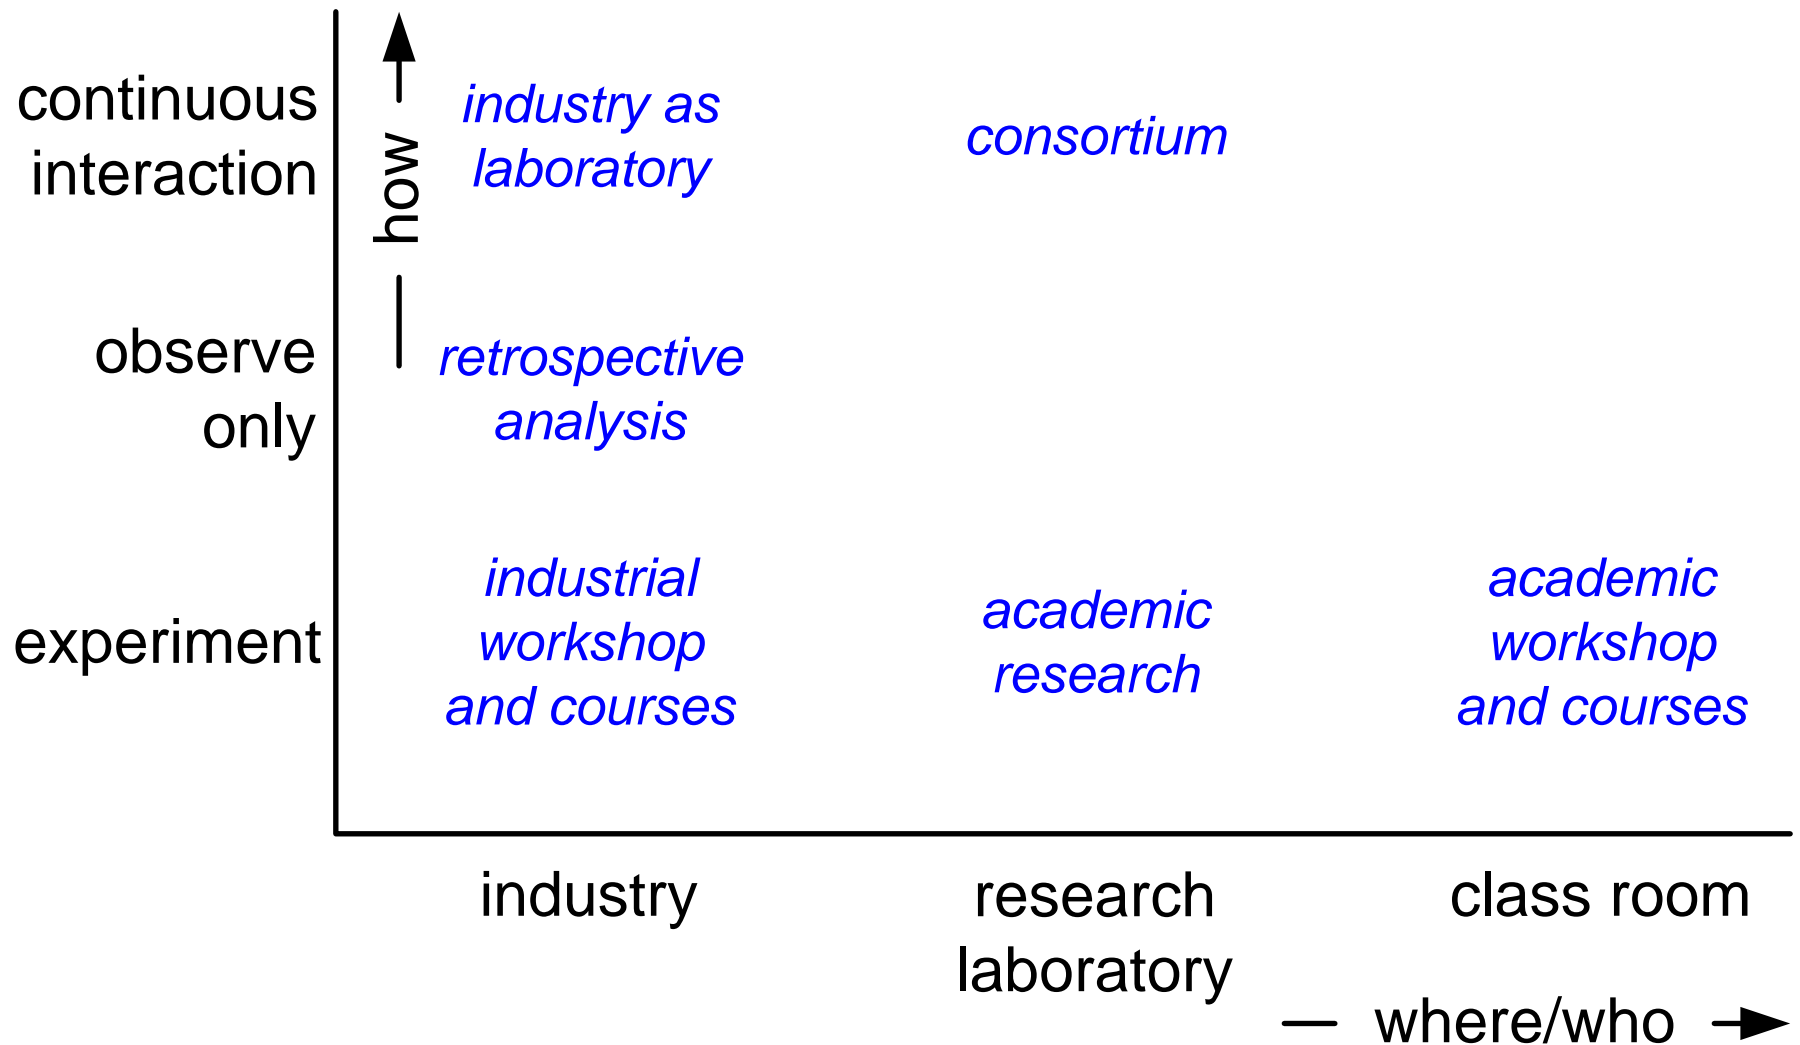 continuous
interaction
how
industry as
laboratory
consortium
observe
only
retrospective
analysis
experiment
industrial
workshop
and courses
academic
research
academic
workshop
and courses
industry
research
laboratory
class room
where/who